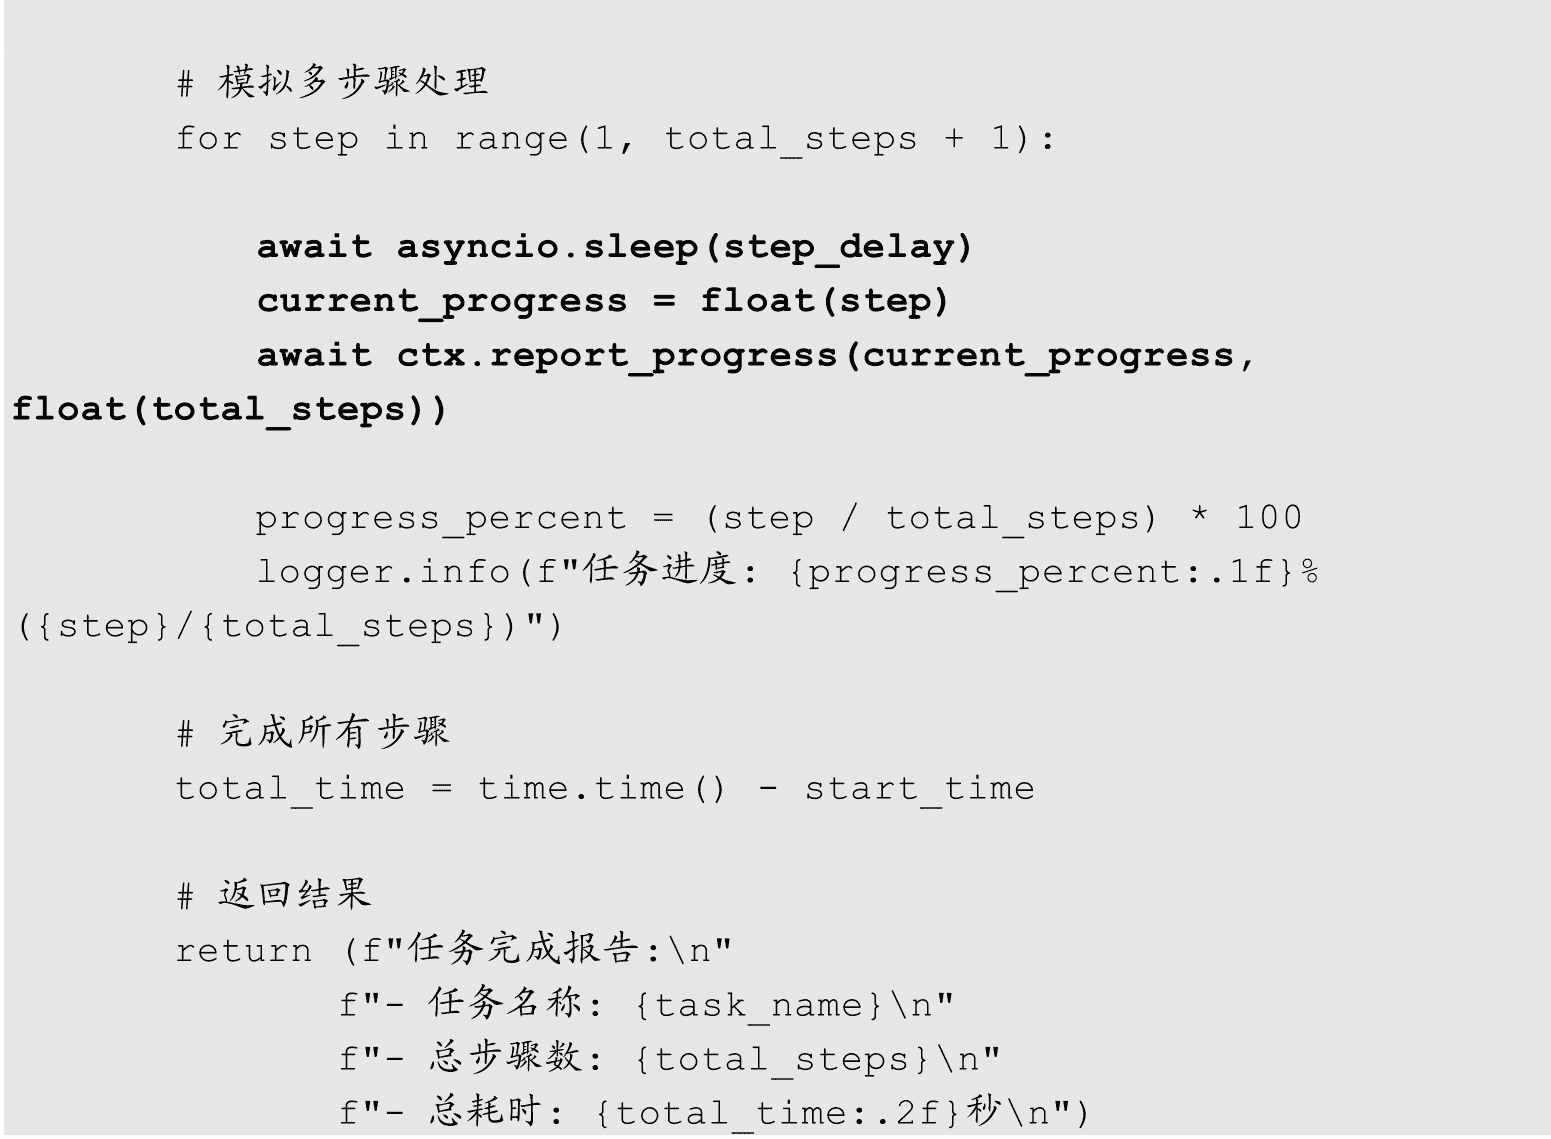 # 模拟多步骤处理
for step in range(1, total_steps + 1):
await asyncio.sleep(step_delay)
current_progress = float(step)
await ctx.report_progress(current_progress,
float(total_steps))
progress_percent = (step / total_steps) * 100
logger.info(f"任务进度: {progress_percent:.1f}%
({step}/{total_steps})")
# 完成所有步骤
total_time = time.time() - start_time
# 返回结果
return (f"任务完成报告:\n"
f"- 任务名称: {task_name}\n"
f"- 总步骤数: {total_steps}\n"
f"- 总耗时: {total_time:.2f}秒\n")